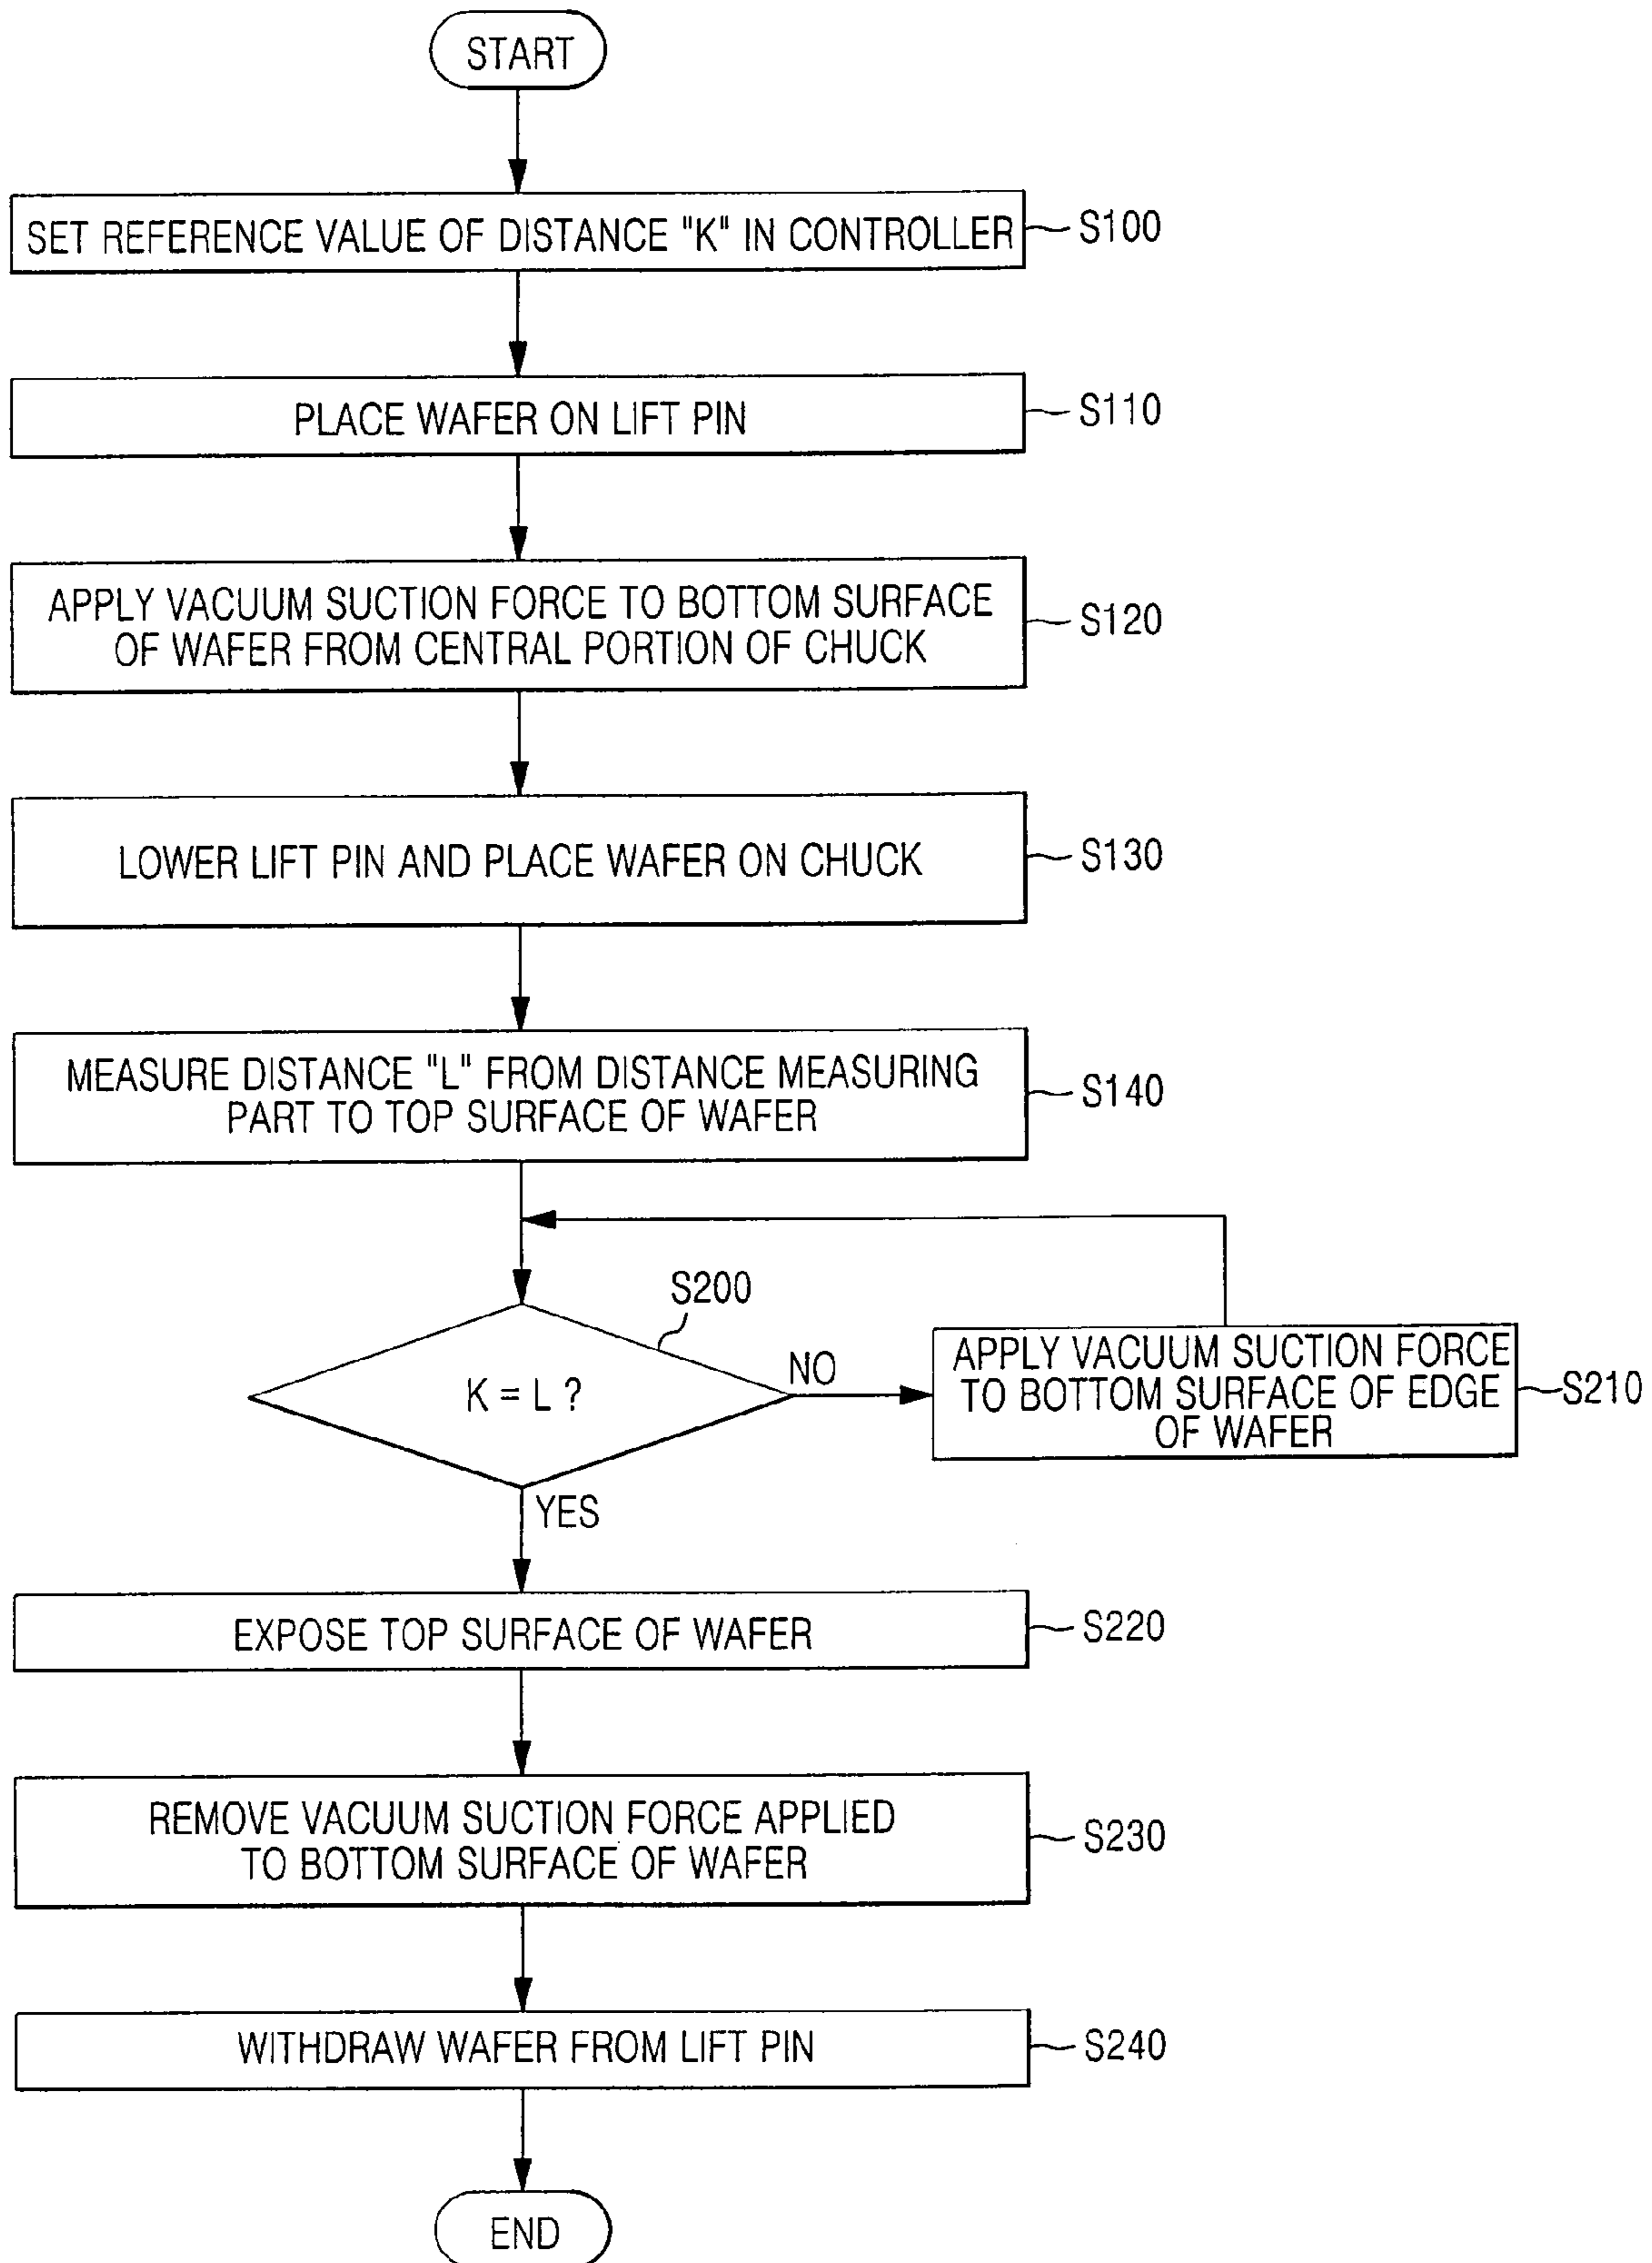 START
SET REFERENCE VALUE OF DISTANCE "K" IN CONTROLLER
S100
PLACE WAFER ON LIFT PIN
S110
APPLY VACUUM SUCTION FORCE TO BOTTOM SURFACE
OF WAFER FROM CENTRAL PORTION OF CHUCK
S120
LOWER LIFT PIN AND PLACE WAFER ON CHUCK
S130
MEASURE DISTANCE "L" FROM DISTANCE MEASURING
PART TO TOP SURFACE OF WAFER
S140
S200
K = L ?
NO
APPLY VACUUM SUCTION FORCE
TO BOTTOM SURFACE OF EDGE
OF WAFER
S210
YES
EXPOSE TOP SURFACE OF WAFER
S220
REMOVE VACUUM SUCTION FORCE APPLIED
TO BOTTOM SURFACE OF WAFER
S230
WITHDRAW WAFER FROM LIFT PIN
S240
END